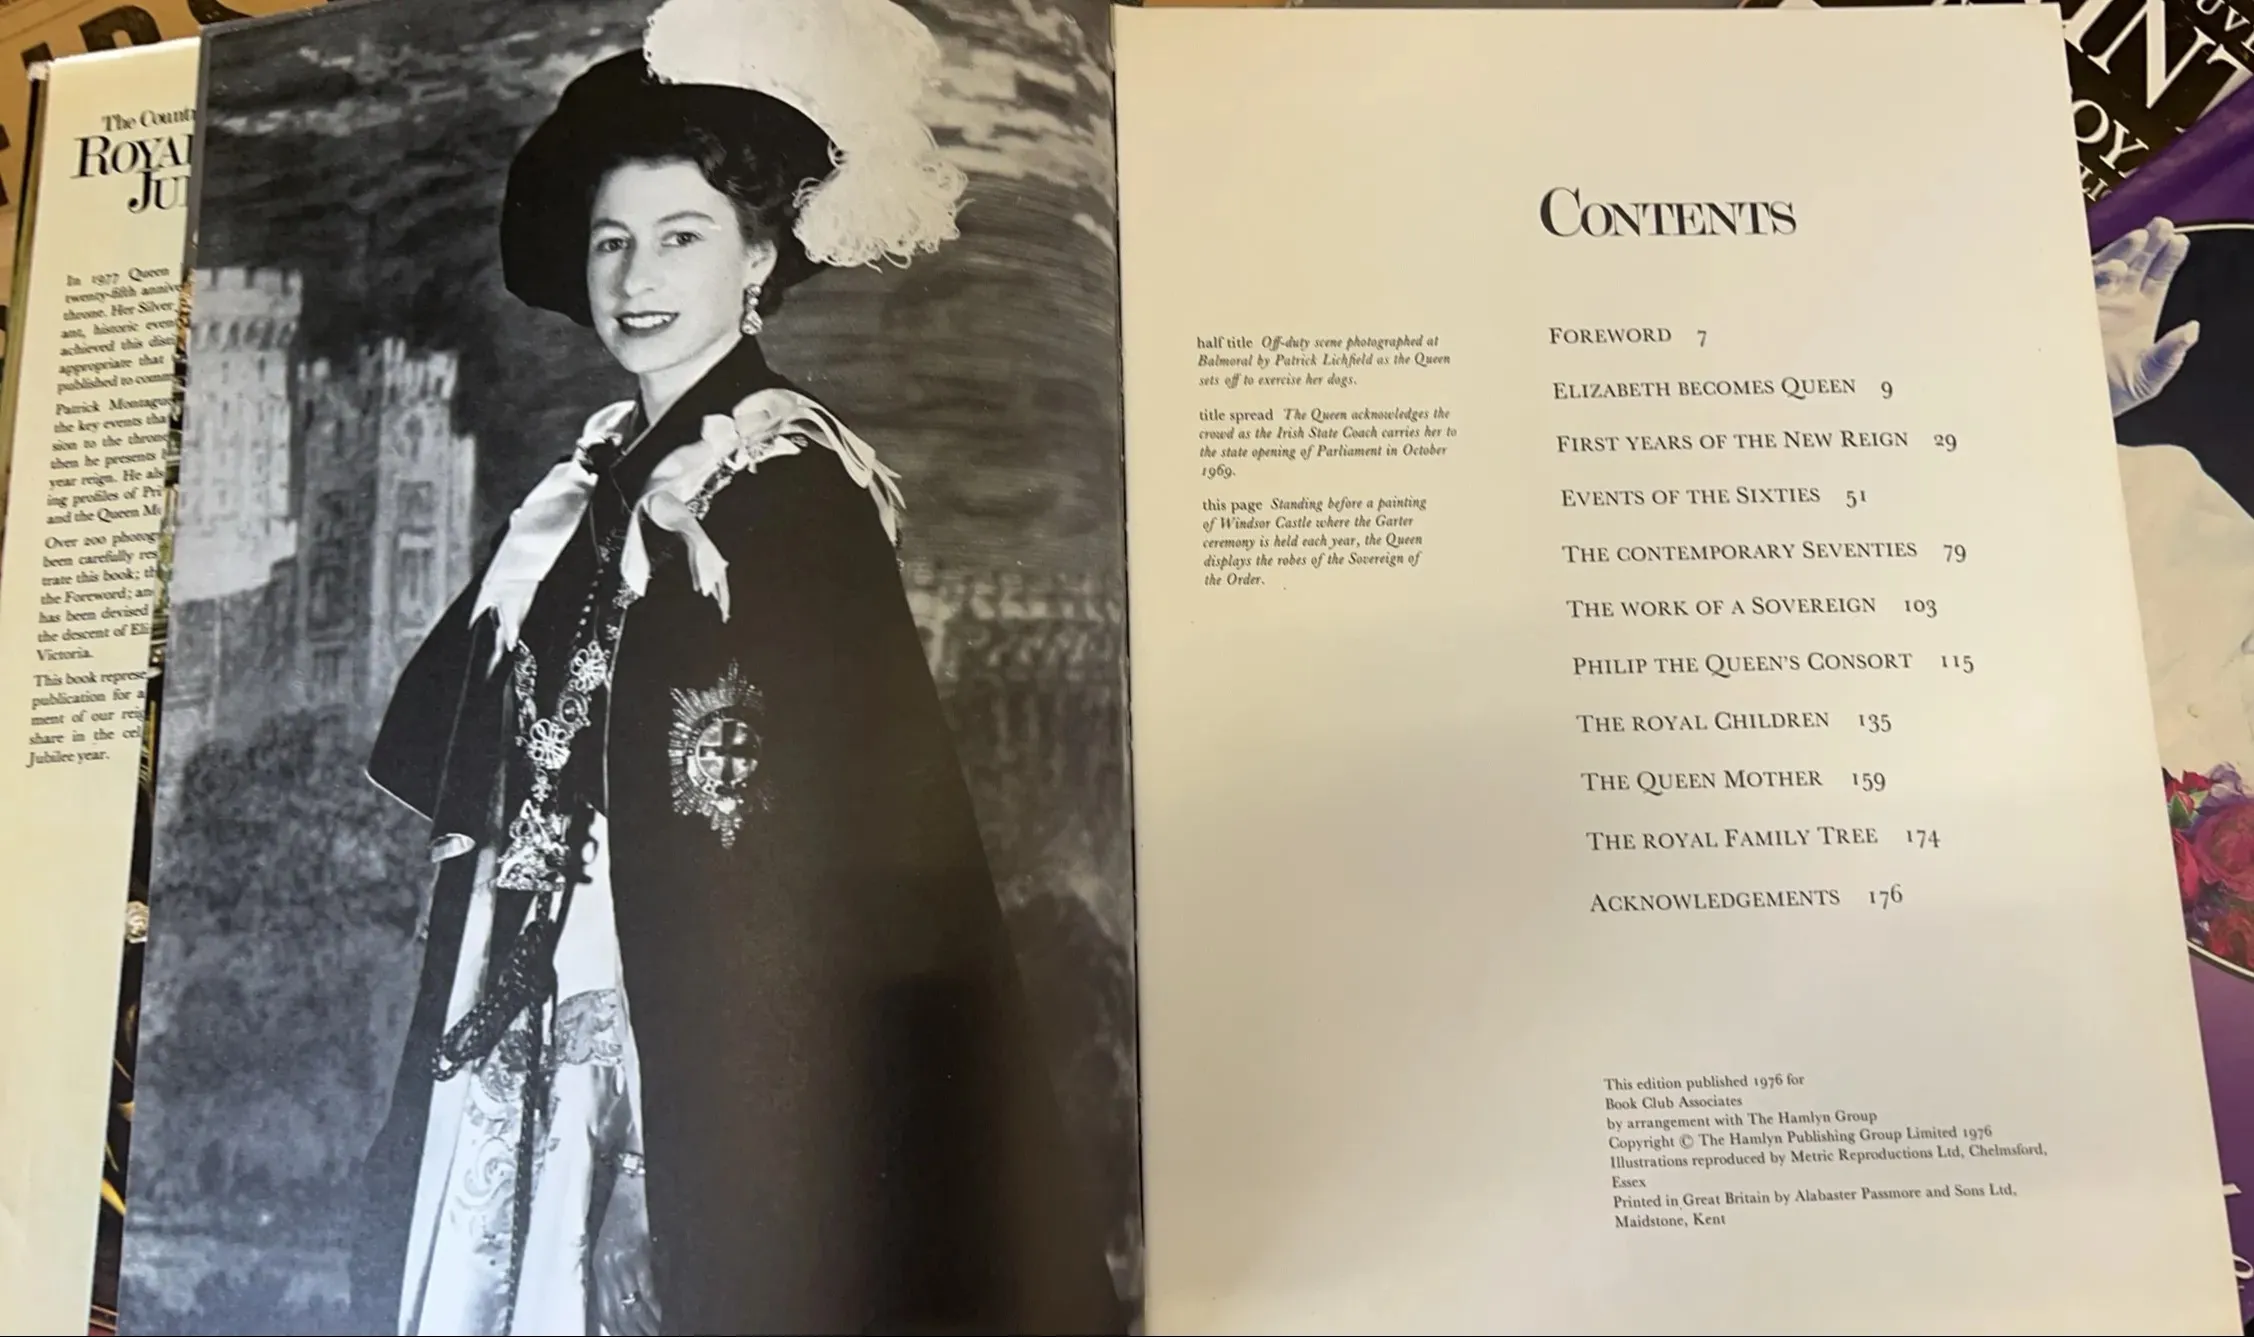 The Count
ROYAL
JU
In 1977 Queen
twenty-fifth annive
throne. Her Silver
ant, historic even
achieved this disti
appropriate that
published to comm
Patrick Montague
the key events tha
sion to the throne
then he presents
year reign. He als
ing profiles of Pri
and the Queen Mo
Over 200 photog
been carefully res
trate this book; th
the Foreword; an
has been devised
the descent of Eli
Victoria.
This book represe
publication for a
ment of our reig
share in the cel
Jubilee year.
CONTENTS
half title Off-duty scene photographed at
Balmoral by Patrick Lichfield as the Queen
sets off to exercise her dogs.
title spread The Queen acknowledges the
crowd as the Irish State Coach carries her to
the state opening of Parliament in October
1969.
this page Standing before a painting
of Windsor Castle where the Garter
ceremony is held each year, the Queen
displays the robes of the Sovereign of
the Order.
FOREWORD 7
ELIZABETH BECOMES QUEEN 9
FIRST YEARS OF THE NEW REIGN 29
EVENTS OF THE SIXTIES 51
THE CONTEMPORARY SEVENTIES 79
THE WORK OF A SOVEREIGN 103
PHILIP THE QUEEN'S CONSORT 115
THE ROYAL CHILDREN 135
THE QUEEN MOTHER 159
THE ROYAL FAMILY TREE 174
ACKNOWLEDGEMENTS 176
This edition published 1976 for
Book Club Associates
by arrangement with The Hamlyn Group
Copyright © The Hamlyn Publishing Group Limited 1976
Illustrations reproduced by Metric Reproductions Ltd, Chelmsford,
Essex
Printed in Great Britain by Alabaster Passmore and Sons Ltd,
Maidstone, Kent